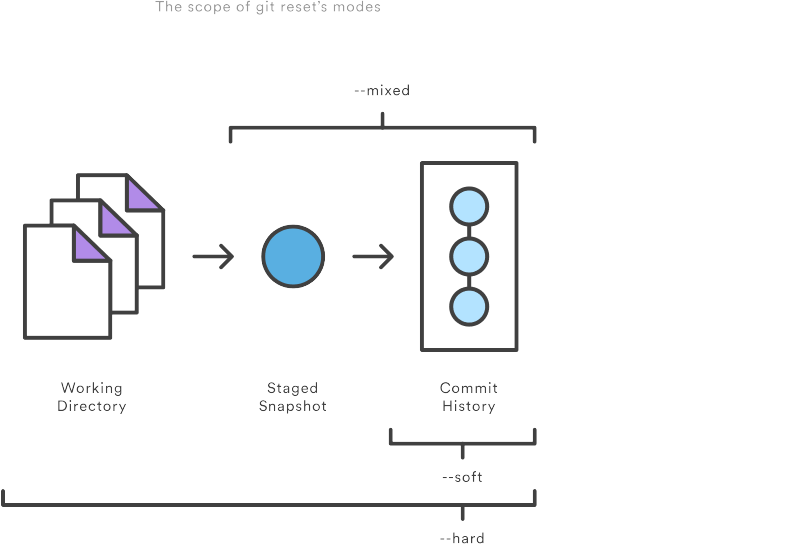 The scope of git reset's modes
--mixed
Working
Directory
Staged
Snapshot
Commit
History
--soft
--hard